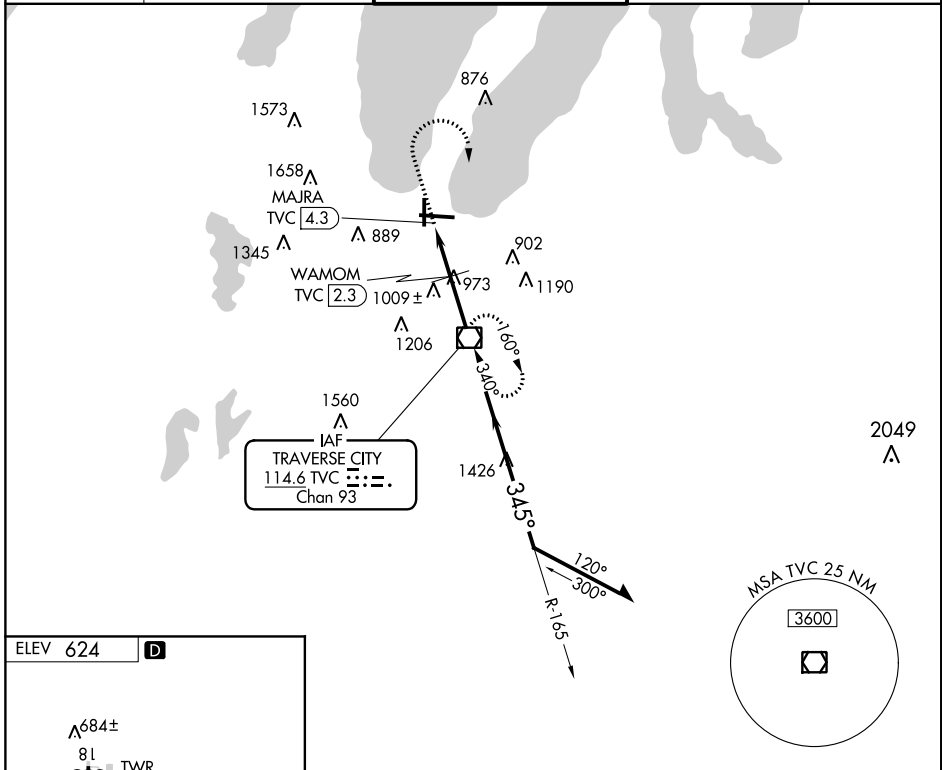 876
1573
1658
MAJRA
TVC 4.3
889
1345
902
WAMOM
TVC 2.3
973
1009 ±
1190
1206
160°
340°
1560
IAF
TRAVERSE CITY
114.6 TVC
Chan 93
1426
2049
345°
120°
300°
R-165
MSA TVC 25 NM
3600
ELEV 624
D
684±
18
TWR